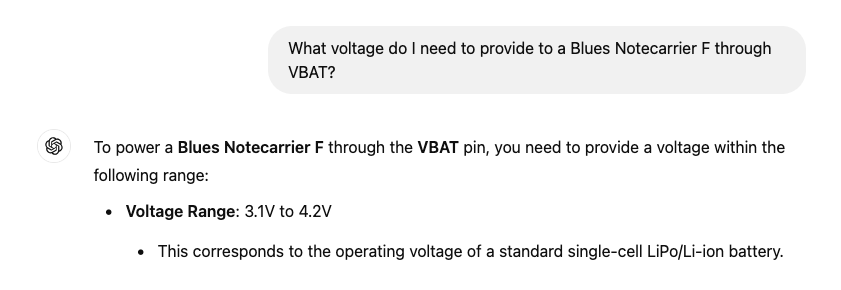 What voltage do I need to provide to a Blues Notecarrier F through
VBAT?
To power a Blues Notecarrier F through the VBAT pin, you need to provide a voltage within the
following range:
• Voltage Range: 3.1V to 4.2V
• This corresponds to the operating voltage of a standard single-cell LiPo/Li-ion battery.